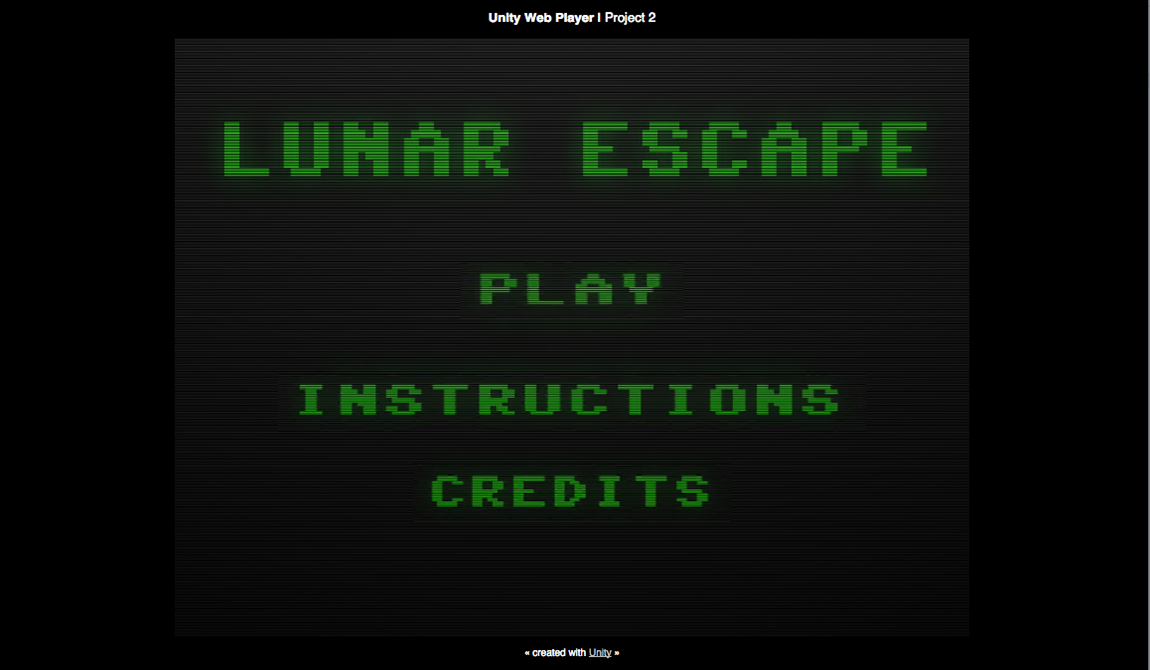 Unity Web Player | Project 2
LUNAR ESCAPE
PLAY
INSTRUCTIONS
CREDITS
« created with Unity »